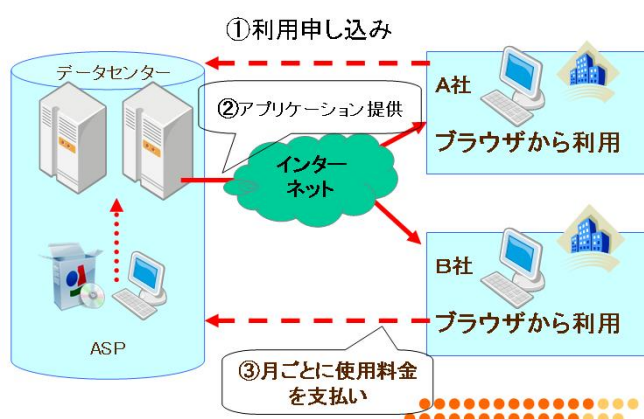 ①利用申し込み
データセンター
A社
②アプリケーション提供
ブラウザから利用
インター
ネット
B社
ブラウザから利用
ASP
③月ごとに使用料金
を支払い